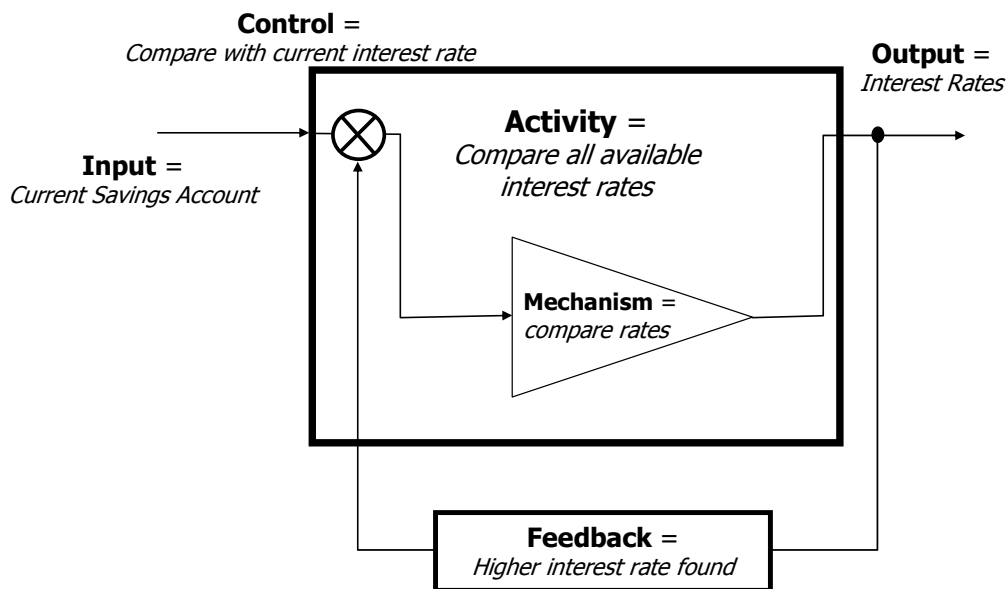 Control =
Compare with current interest rate
Output =
Interest Rates
Activity =
Compare all available
interest rates
Input =
Current Savings Account
Mechanism =
compare rates
Feedback =
Higher interest rate found